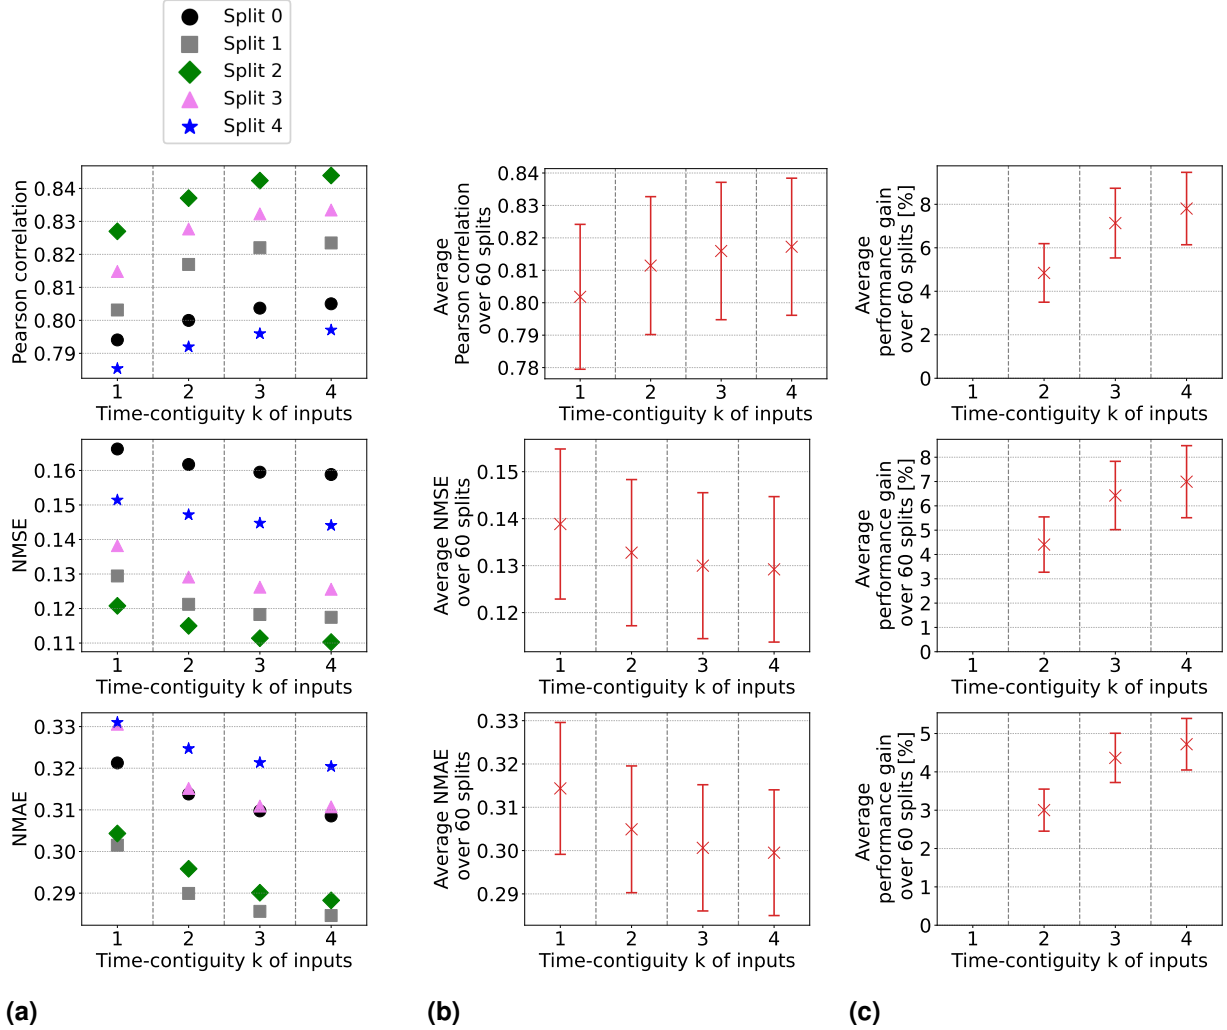 Split 0
Split 1
Split 2
Split 3
Split 4
Pearson correlation
0.84
0.83
0.82
0.81
0.80
0.79
1 2 3 4
Time-contiguity k of inputs
Average
Pearson correlation
over 60 splits
0.84
0.83
0.82
0.81
0.80
0.79
0.78
1 2 3 4
Time-contiguity k of inputs
Average
performance gain
over 60 splits [%]
8
6
4
2
0
1 2 3 4
Time-contiguity k of inputs
NMSE
0.16
0.15
0.14
0.13
0.12
0.11
1 2 3 4
Time-contiguity k of inputs
Average NMSE
over 60 splits
0.15
0.14
0.13
0.12
1 2 3 4
Time-contiguity k of inputs
Average
performance gain
over 60 splits [%]
8
7
6
5
4
3
2
1
0
1 2 3 4
Time-contiguity k of inputs
NMAE
0.33
0.32
0.31
0.30
0.29
1 2 3 4
Time-contiguity k of inputs
Average NMAE
over 60 splits
0.33
0.32
0.31
0.30
0.29
1 2 3 4
Time-contiguity k of inputs
Average
performance gain
over 60 splits [%]
5
4
3
2
1
0
1 2 3 4
Time-contiguity k of inputs
(a) (b) (c)